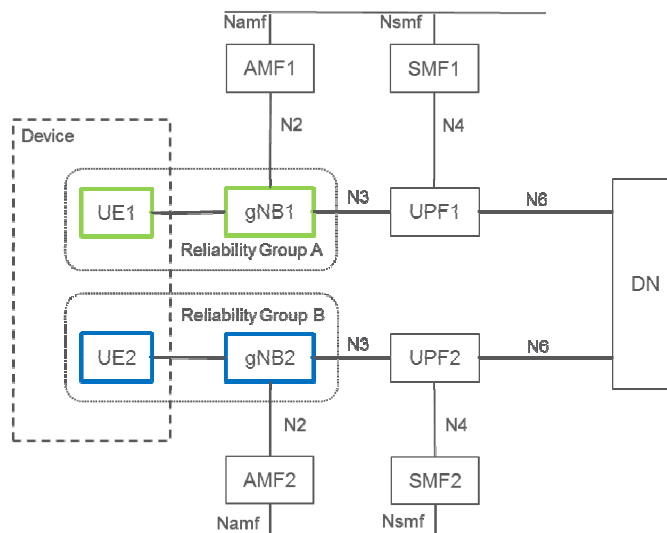 Namf
Nsmf
AMF1
SMF1
N2
N4
Device
UE1
gNB1
N3
UPF1
N6
Reliability Group A
DN
Reliability Group B
UE2
gNB2
N3
UPF2
N6
N2
N4
AMF2
SMF2
Namf
Nsmf